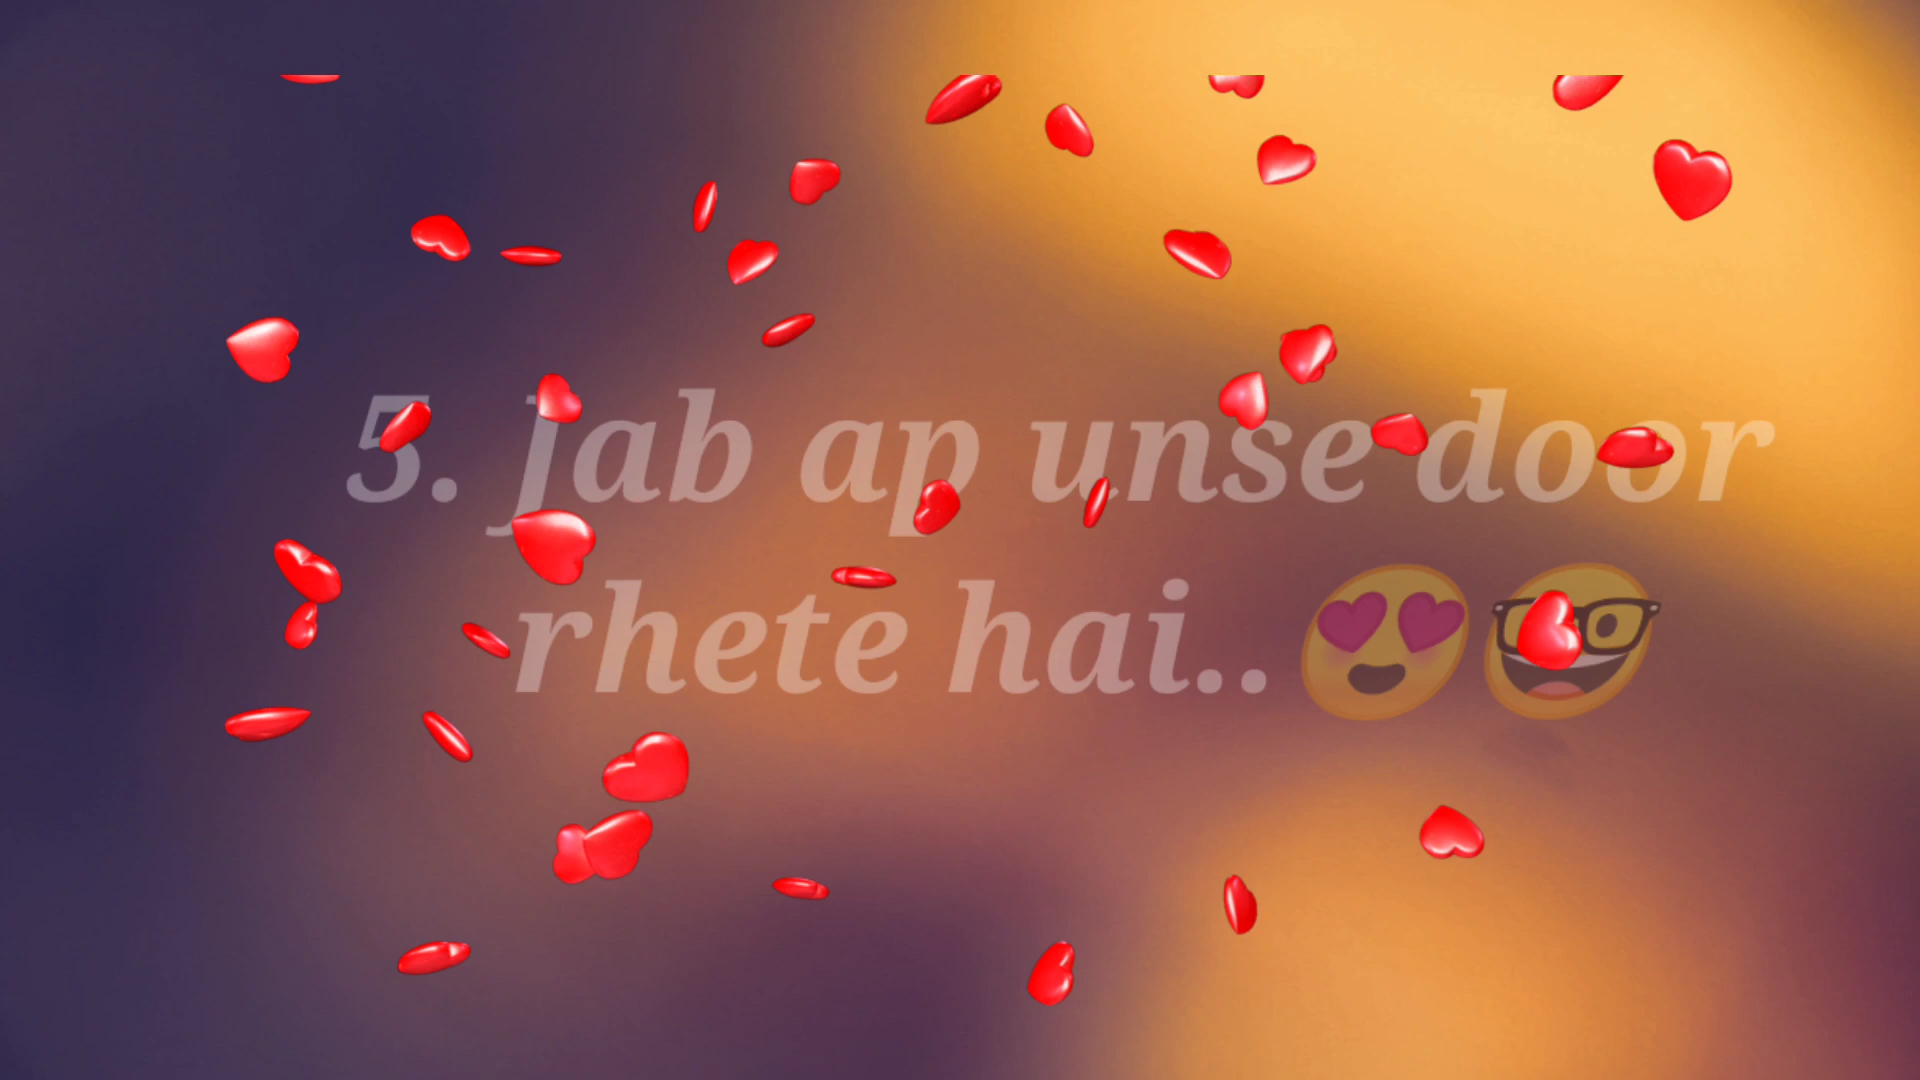 5. Jab ap unse door
rhete hai.. 😍🤓